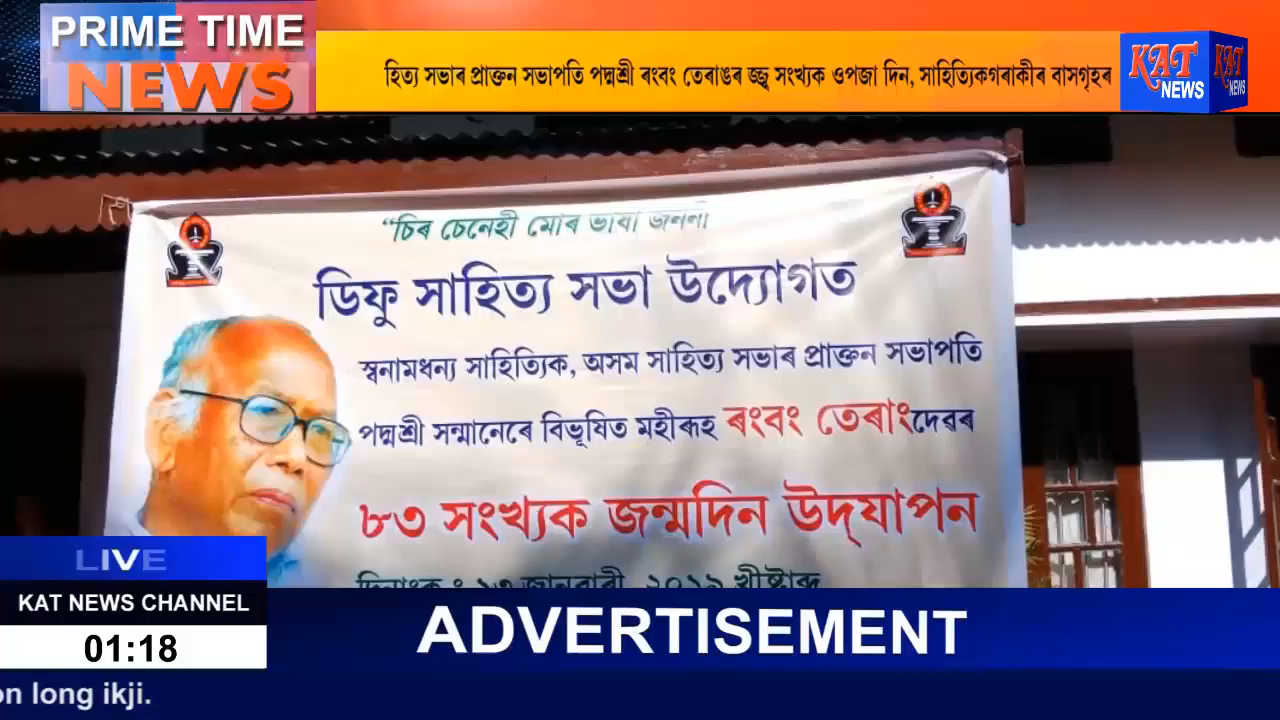 PRIME TIME
NEWS
হিত্য সভাৰ প্ৰাক্তন সভাপতি পদ্মশ্ৰী ৰংবং তেৰাঙৰ জ্জ্ব সংখ্যক ওপজা দিন, সাহিত্যিকগৰাকীৰ বাসগৃহৰ
KAT NEWS
KAT NEWS
“চিৰ চেনেহী মোৰ ভাষা জননী
ডিফু সাহিত্য সভা উদ্যোগত
স্বনামধন্য সাহিত্যিক, অসম সাহিত্য সভাৰ প্ৰাক্তন সভাপতি
পদ্মশ্ৰী সন্মানেৰে বিভূষিত মহীৰূহ ৰংবং তেৰাংদেৱৰ
৮৩ সংখ্যক জন্মদিন উদ্‌যাপন
খ্ৰীষ্টাব্দ
LIVE
KAT NEWS CHANNEL
01:18
ADVERTISEMENT
on long ikji.